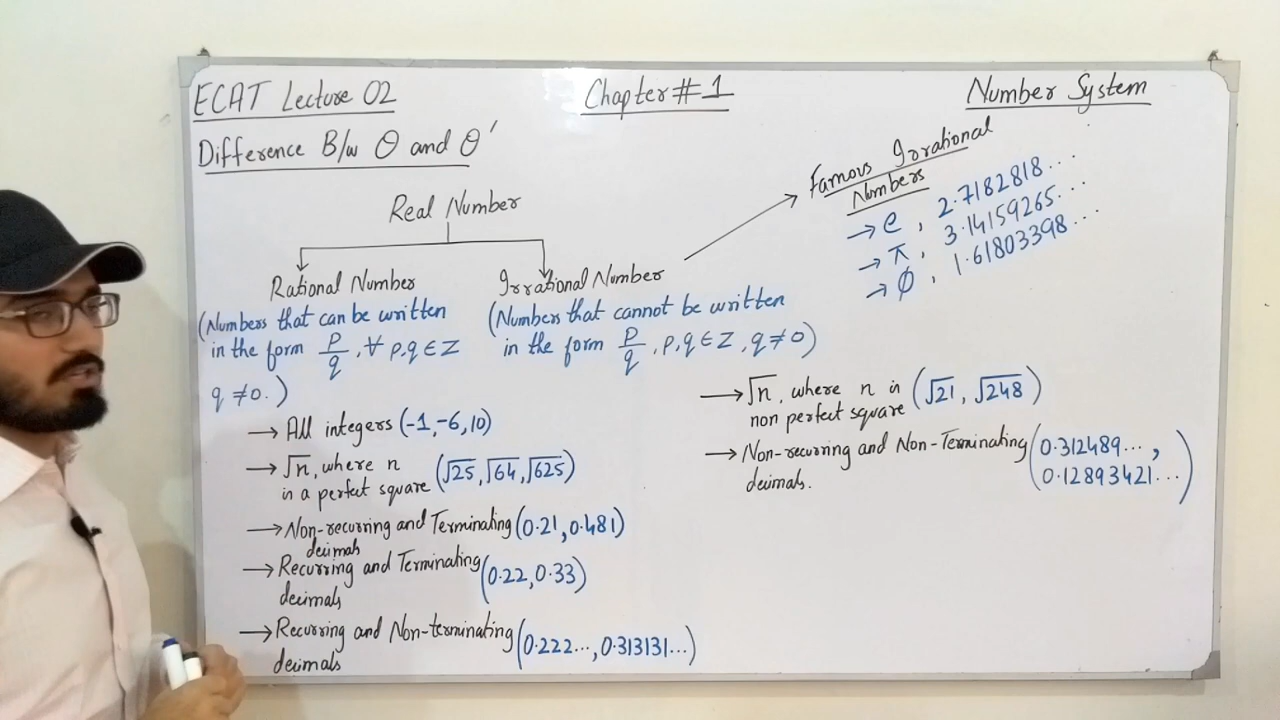 ECAT Lecture 02
Chapter # 1
Number System
Difference B/w Q and Q'
Real Number
Rational Number
(Numbers that can be written
in the form p/q, ∀ p,q ∈ Z
q ≠ 0.)
→ All integers (-1,-6,10)
→ √n, where n
is a perfect square (√25, √64, √625)
→ Non-recurring and Terminating (0.21, 0.481)
decimals
→ Recurring and Terminating (0.22, 0.33)
decimals
→ Recurring and Non-terminating (0.222..., 0.313131...)
decimals
Irrational Number
(Numbers that cannot be written
in the form p/q, p,q ∈ Z, q ≠ 0)
→ √n, where n is (√21, √248)
non perfect square
→ Non-recurring and Non-Terminating (0.312489...,
decimals. 0.12893421...)
Famous Irrational
Numbers
→ e, 2.7182818...
→ π, 3.14159265...
→ φ, 1.61803398...